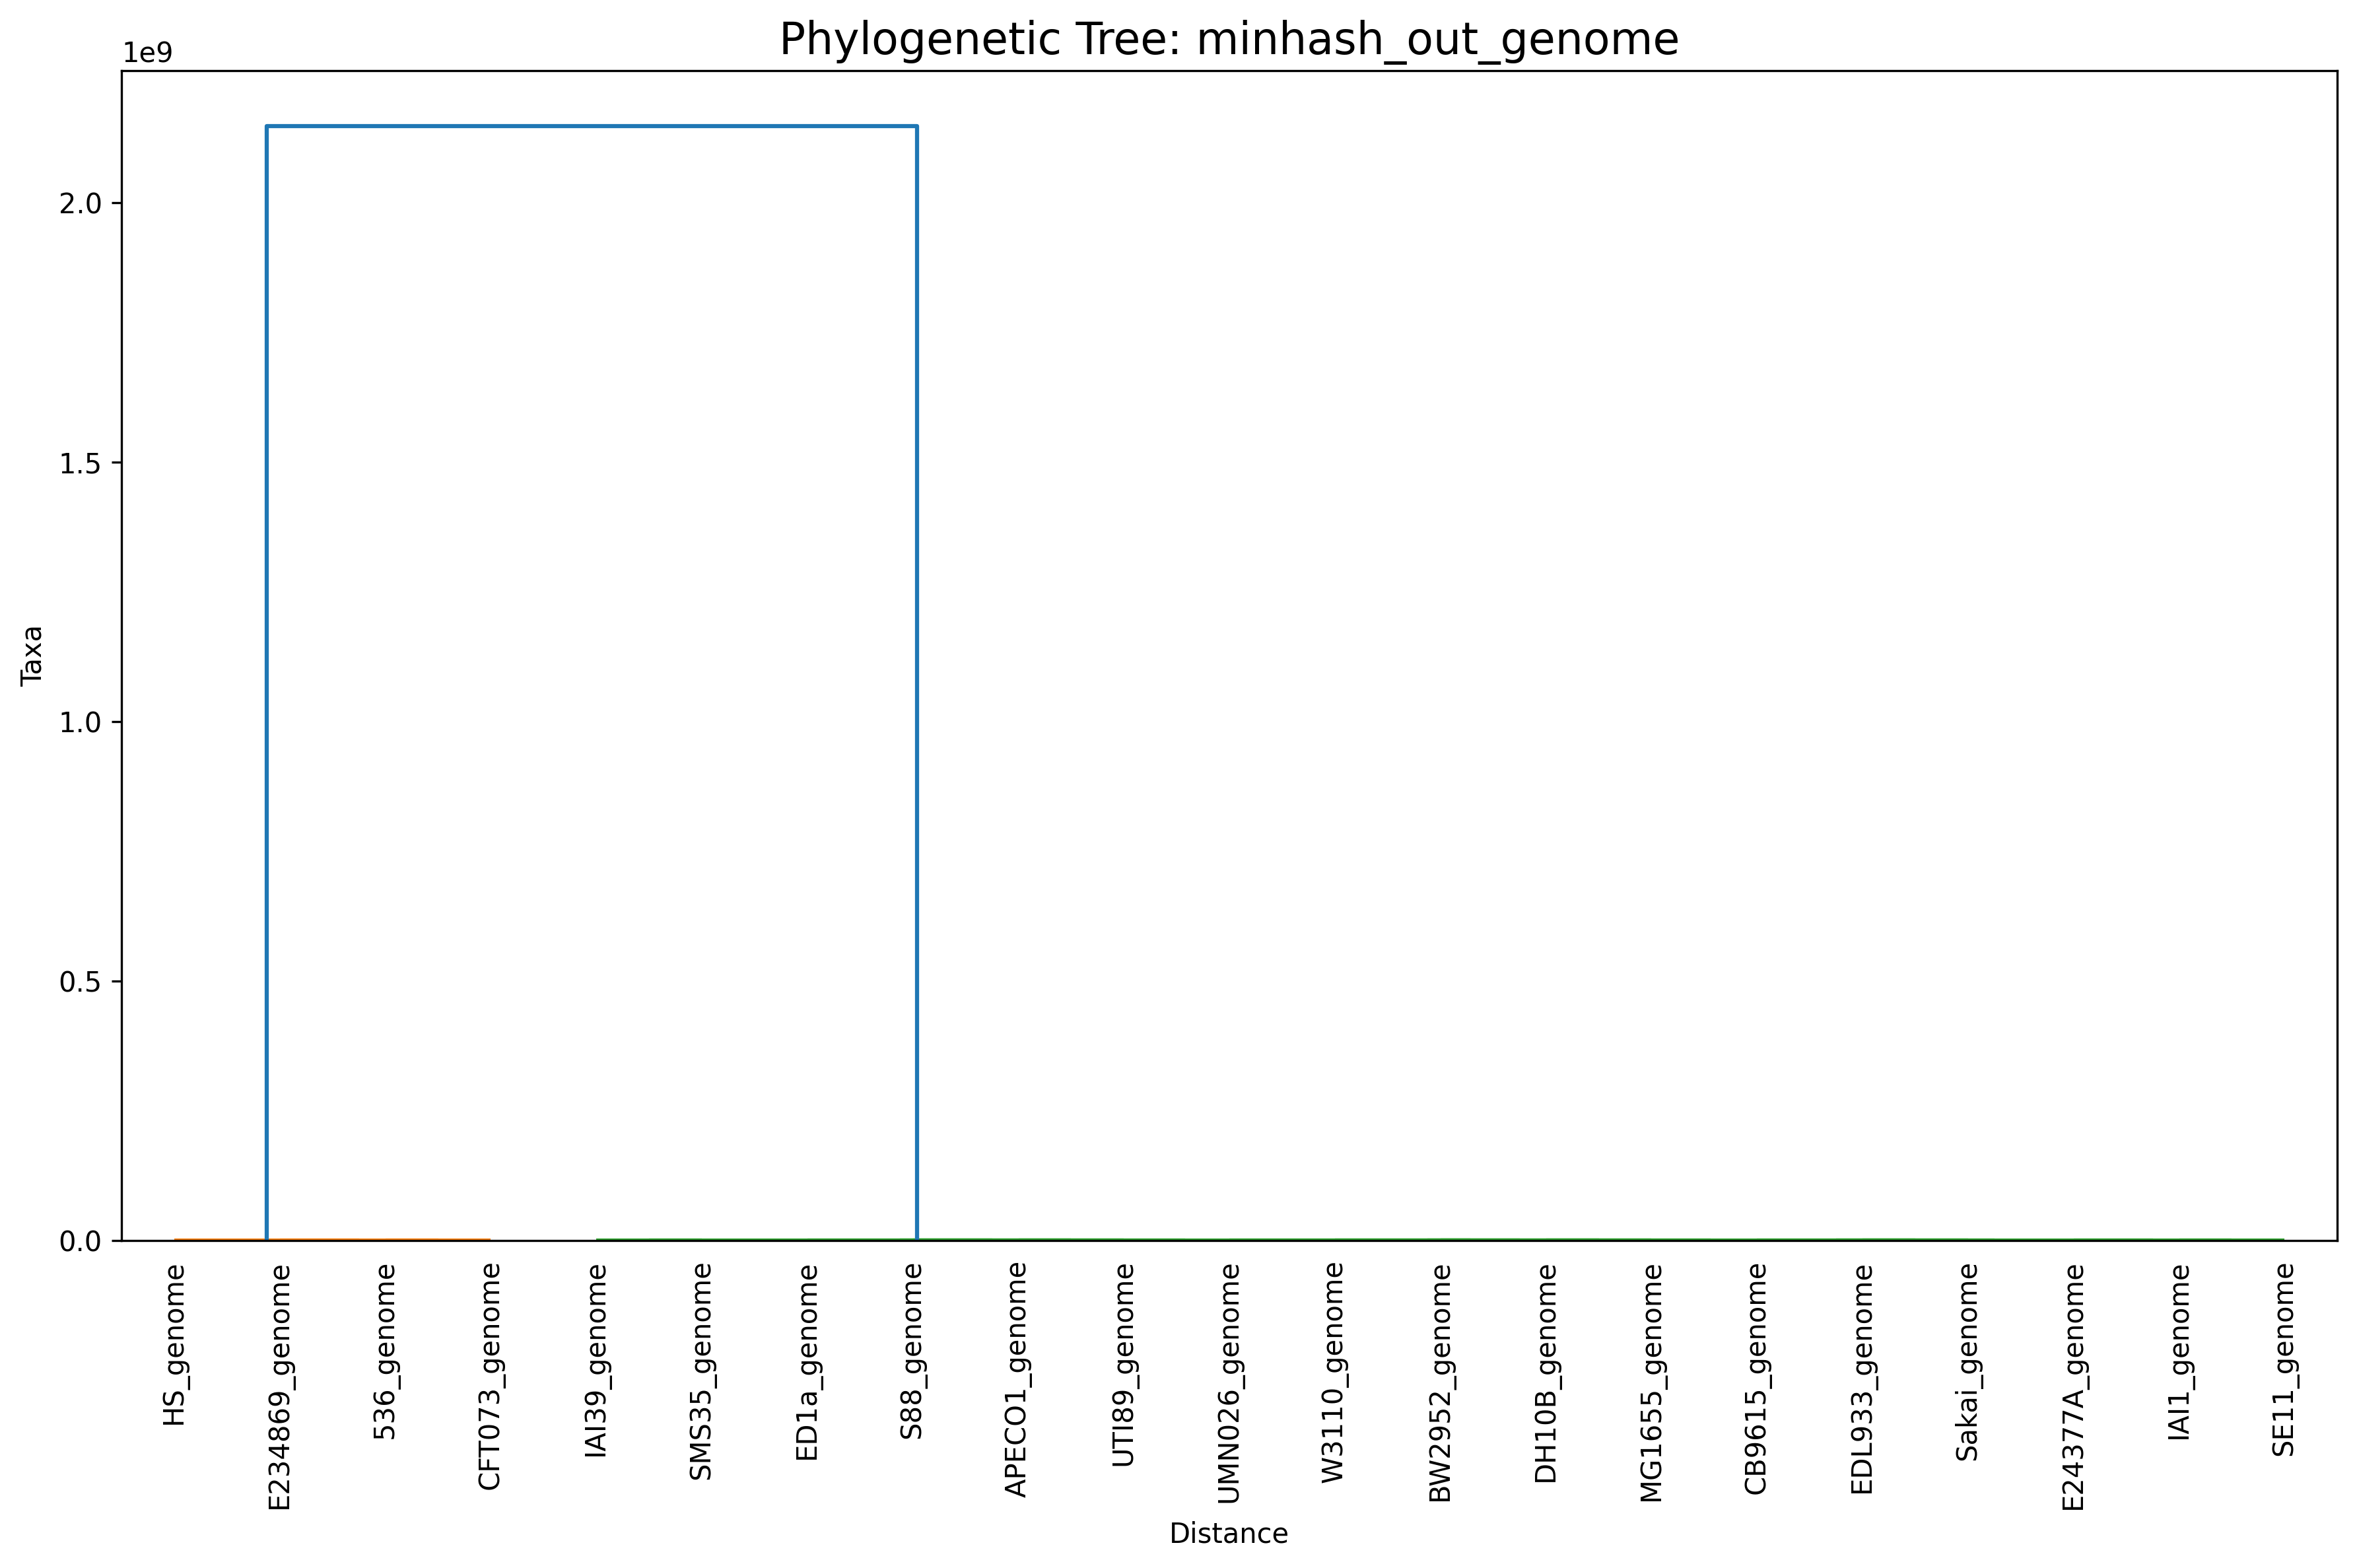 Phylogenetic Tree: minhash_out_genome
1e9
2.0
1.5
1.0
0.5
0.0
Taxa
HS_genome
E234869_genome
536_genome
CFT073_genome
IAI39_genome
SMS35_genome
ED1a_genome
S88_genome
APECO1_genome
UTI89_genome
UMN026_genome
W3110_genome
BW2952_genome
DH10B_genome
MG1655_genome
CB9615_genome
EDL933_genome
Sakai_genome
E24377A_genome
IAI1_genome
SE11_genome
Distance